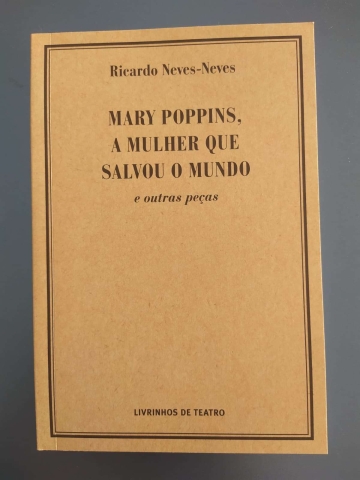 Ricardo Neves-Neves
MARY POPPINS,
A MULHER QUE
SALVOU O MUNDO
e outras peças
LIVRINHOS DE TEATRO